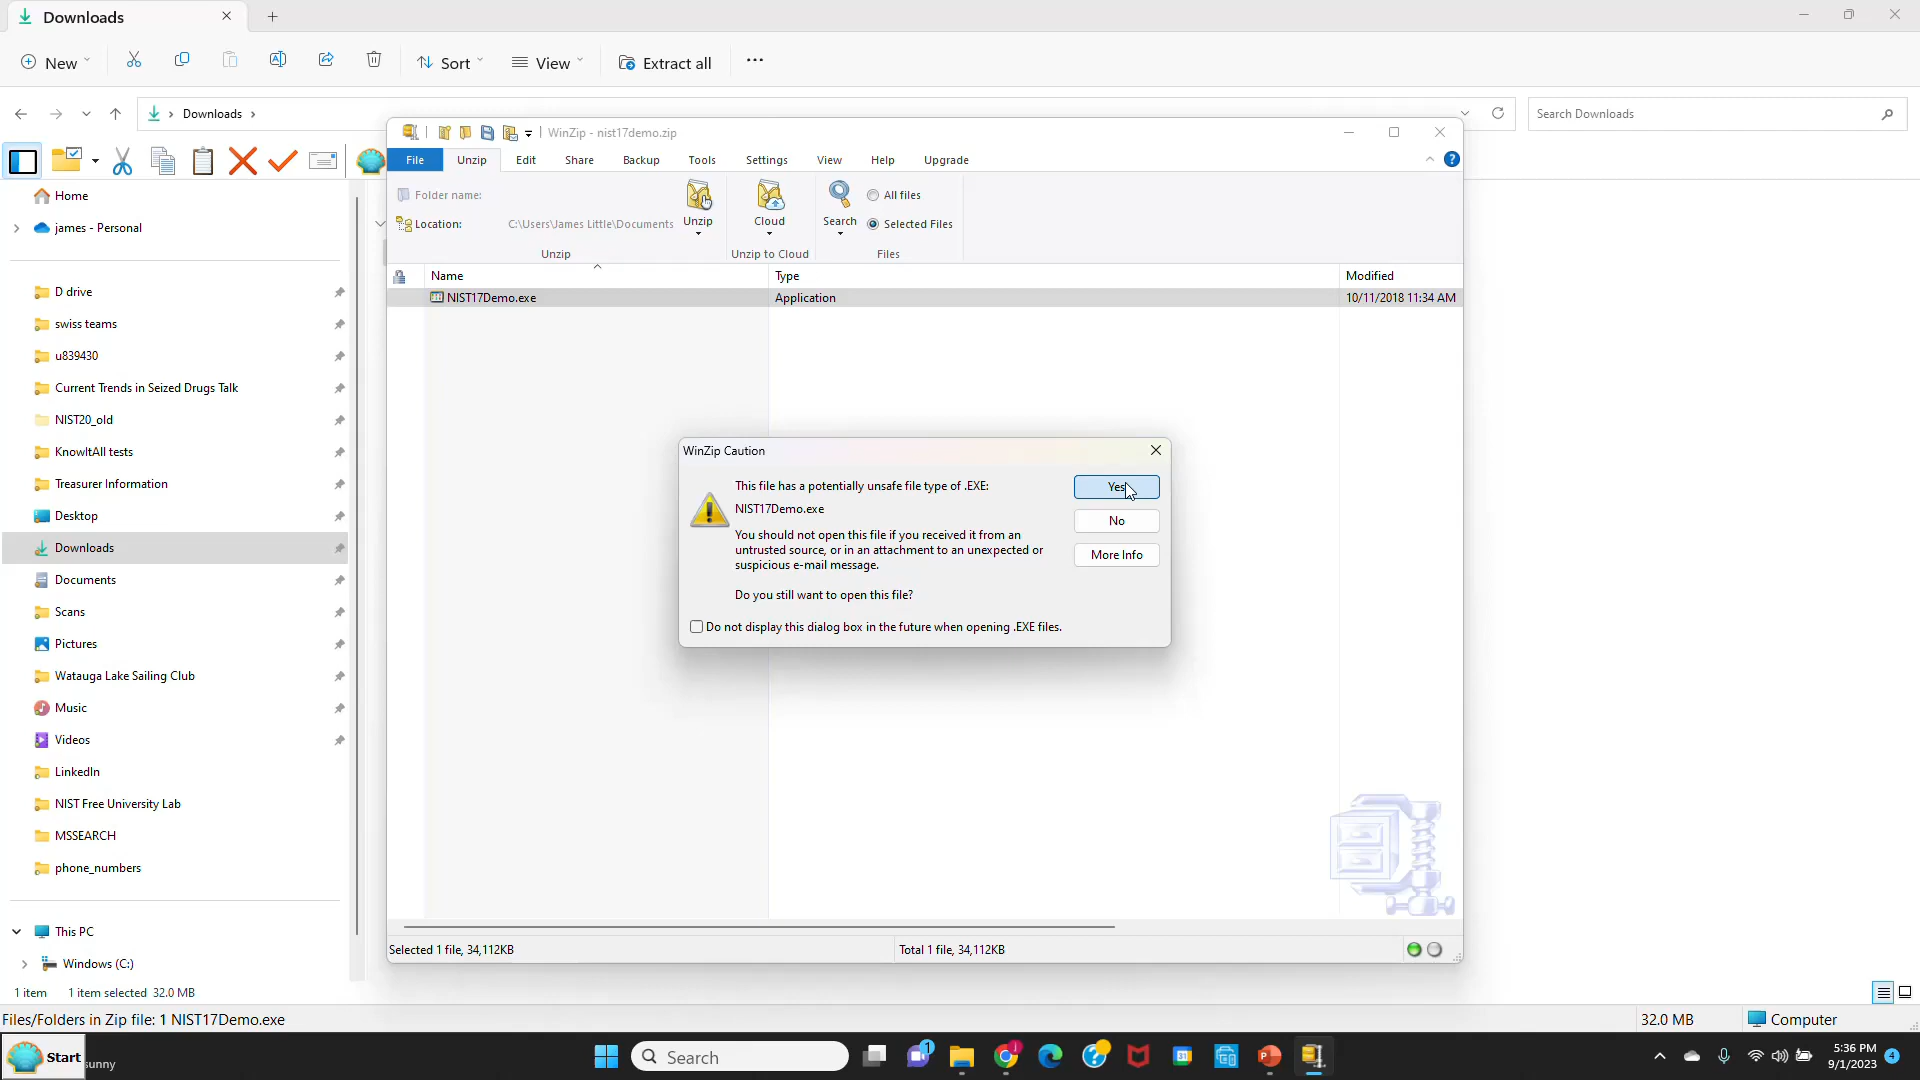 Downloads
New
Sort
View
Extract all
Downloads
Search Downloads
WinZip - nist17demo.zip
File Unzip Edit Share Backup Tools Settings View Help Upgrade
Folder name:
Location: C:\Users\James Little\Documents
Unzip
Cloud
Search
All files
Selected Files
Unzip
Unzip to Cloud
Files
Name Type Modified
NIST17Demo.exe Application 10/11/2018 11:34 AM
Home
james - Personal
D drive
swiss teams
u839430
Current Trends in Seized Drugs Talk
NIST20_old
KnowItAll tests
Treasurer Information
Desktop
Downloads
Documents
Scans
Pictures
Watauga Lake Sailing Club
Music
Videos
LinkedIn
NIST Free University Lab
MSSEARCH
phone_numbers
This PC
Windows (C:)
WinZip Caution
This file has a potentially unsafe file type of .EXE:
NIST17Demo.exe
You should not open this file if you received it from an
untrusted source, or in an attachment to an unexpected or
suspicious e-mail message.
Do you still want to open this file?
Do not display this dialog box in the future when opening .EXE files.
Yes
No
More Info
Selected 1 file, 34,112KB
Total 1 file, 34,112KB
1 item 1 item selected 32.0 MB
Files/Folders in Zip file: 1 NIST17Demo.exe
32.0 MB
Computer
Start
sunny
Search
1
5:36 PM
9/1/2023
4